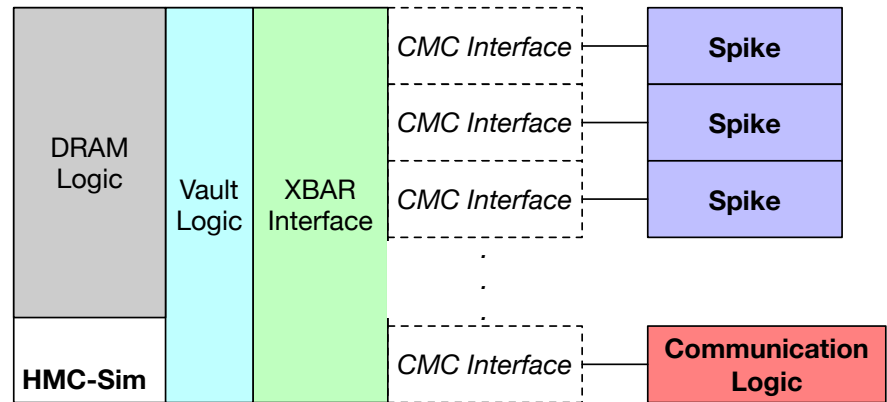 DRAM
Logic
HMC-Sim
Vault
Logic
XBAR
Interface
CMC Interface
Spike
CMC Interface
Spike
CMC Interface
Spike
.
.
.
CMC Interface
Communication
Logic